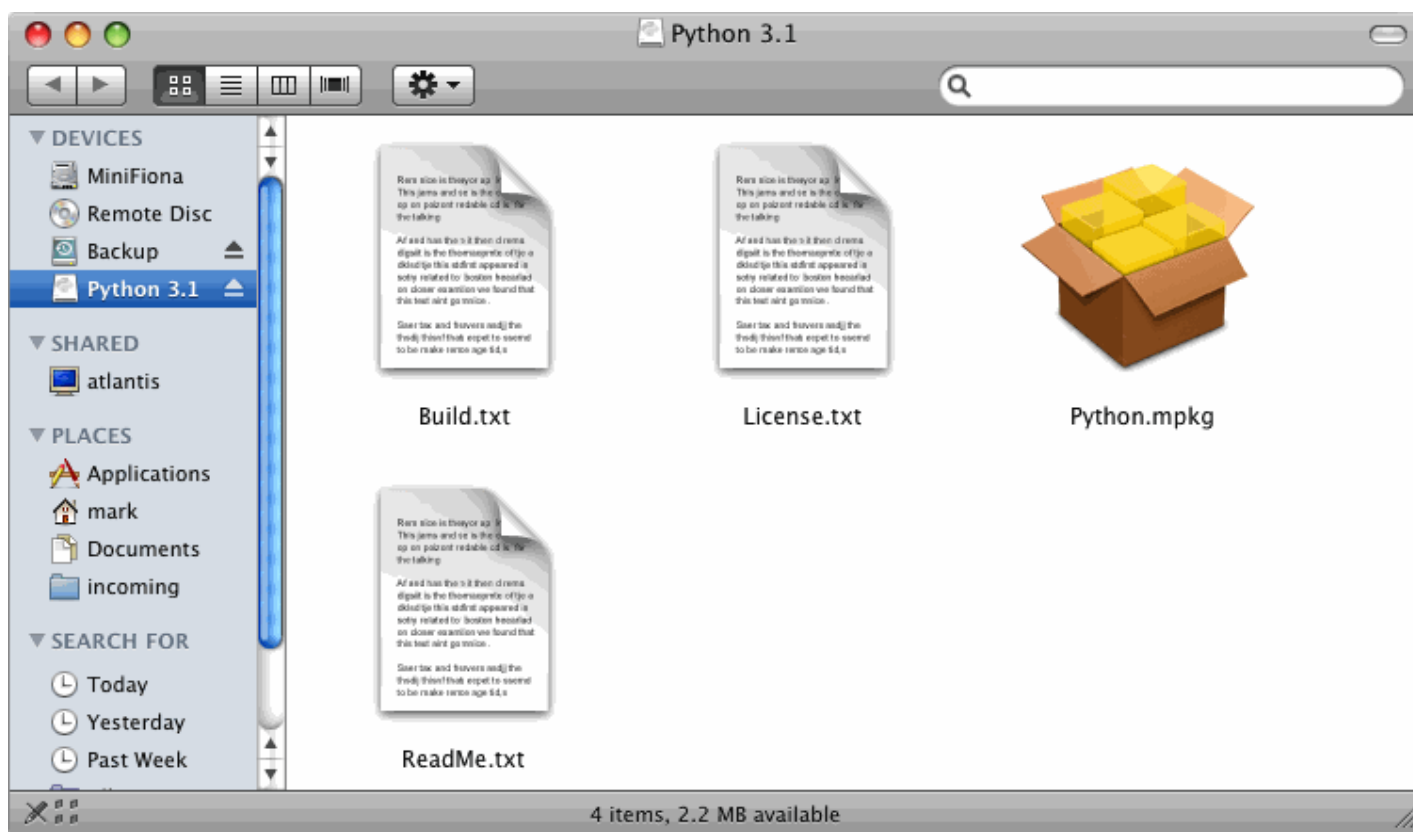 Python 3.1
DEVICES
MiniFiona
Remote Disc
Backup
Python 3.1
SHARED
atlantis
PLACES
Applications
mark
Documents
incoming
SEARCH FOR
Today
Yesterday
Past Week
Build.txt
License.txt
Python.mpkg
ReadMe.txt
4 items, 2.2 MB available